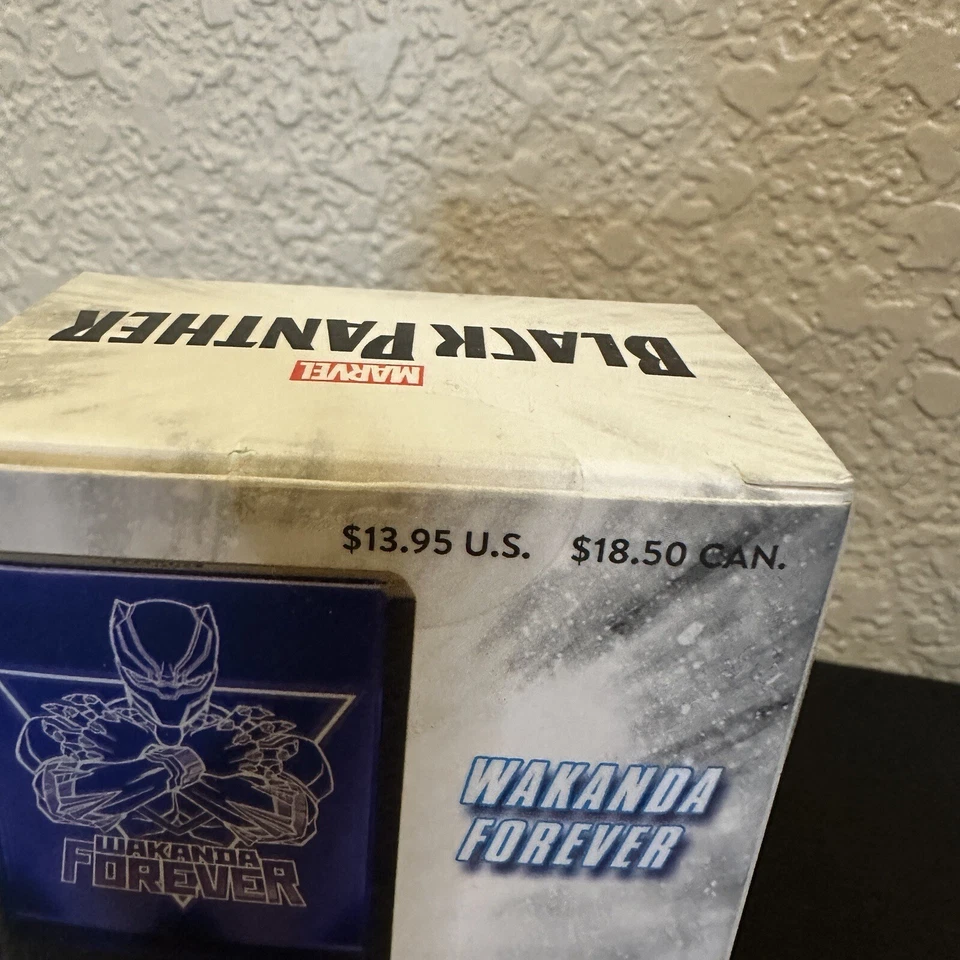 BLACK PANTHER
MARVEL
$13.95 U.S. $18.50 CAN.
WAKANDA
FOREVER
WAKANDA
FOREVER